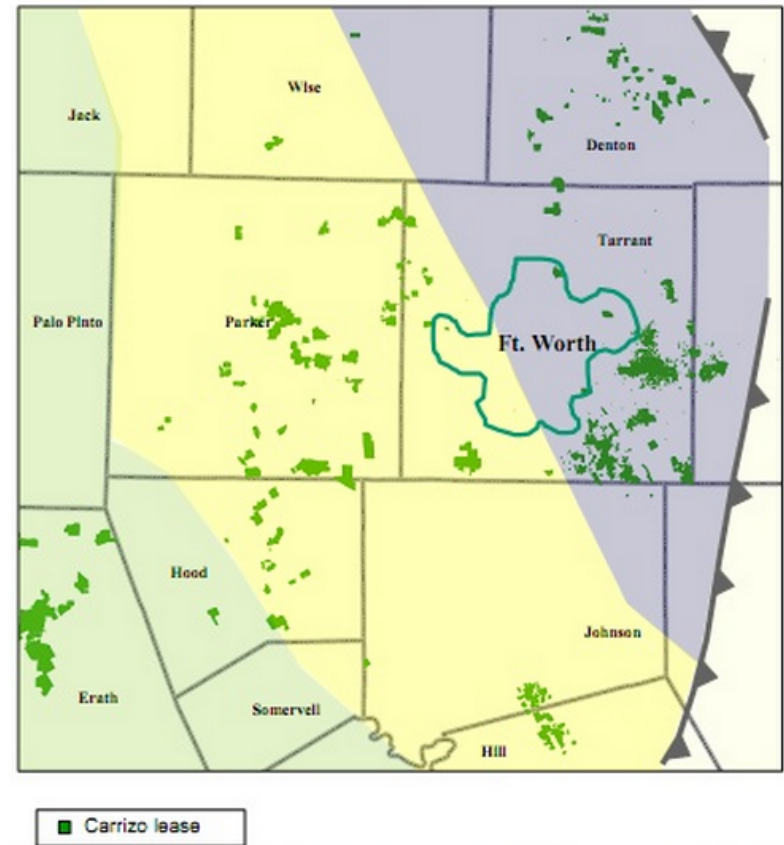 Wise
Jack
Denton
Tarrant
Palo Pinto
Parker
Ft. Worth
Hood
Johnson
Erath
Somervell
Hill
Carrizo lease